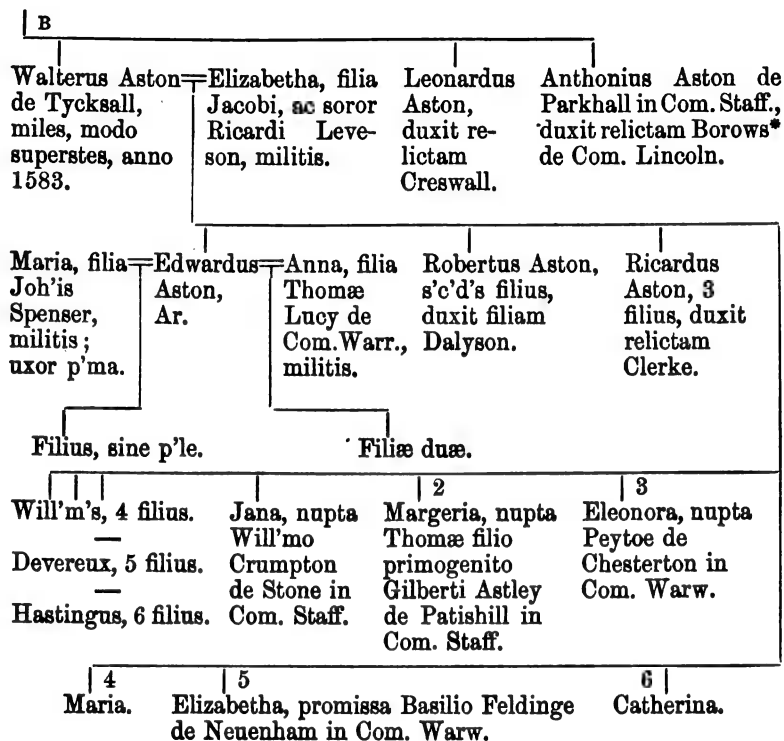 B
Walterus Aston
de Tycksall,
miles, modo
superstes, anno
1583.
Elizabetha, filia
Jacobi, ac soror
Ricardi Leve-
son, militis.
Leonardus
Aston,
duxit re-
lictam
Creswall.
Anthonius Aston de
Parkhall in Com. Staff.,
duxit relictam Borows*
de Com. Lincoln.
Maria, filia
Joh'is
Spenser,
militis;
uxor p'ma.
Edwardus
Aston,
Ar.
Anna, filia
Thomæ
Lucy de
Com. Warr.,
militis.
Robertus Aston,
s'c'd's filius,
duxit filiam
Dalyson.
Ricardus
Aston, 3
filius, duxit
relictam
Clerke.
Filius, sine p'le.
Filiæ duæ.
Will'm's, 4 filius.
Devereux, 5 filius.
Hastingus, 6 filius.
Jana, nupta
Will'mo
Crumpton
de Stone in
Com. Staff.
2
Margeria, nupta
Thomæ filio
primogenito
Gilberti Astley
de Patishill in
Com. Staff.
3
Eleonora, nupta
Peytoe de
Chesterton in
Com. Warw.
4
Maria.
5
Elizabetha, promissa Basilio Feldinge
de Neuenham in Com. Warw.
6
Catherina.